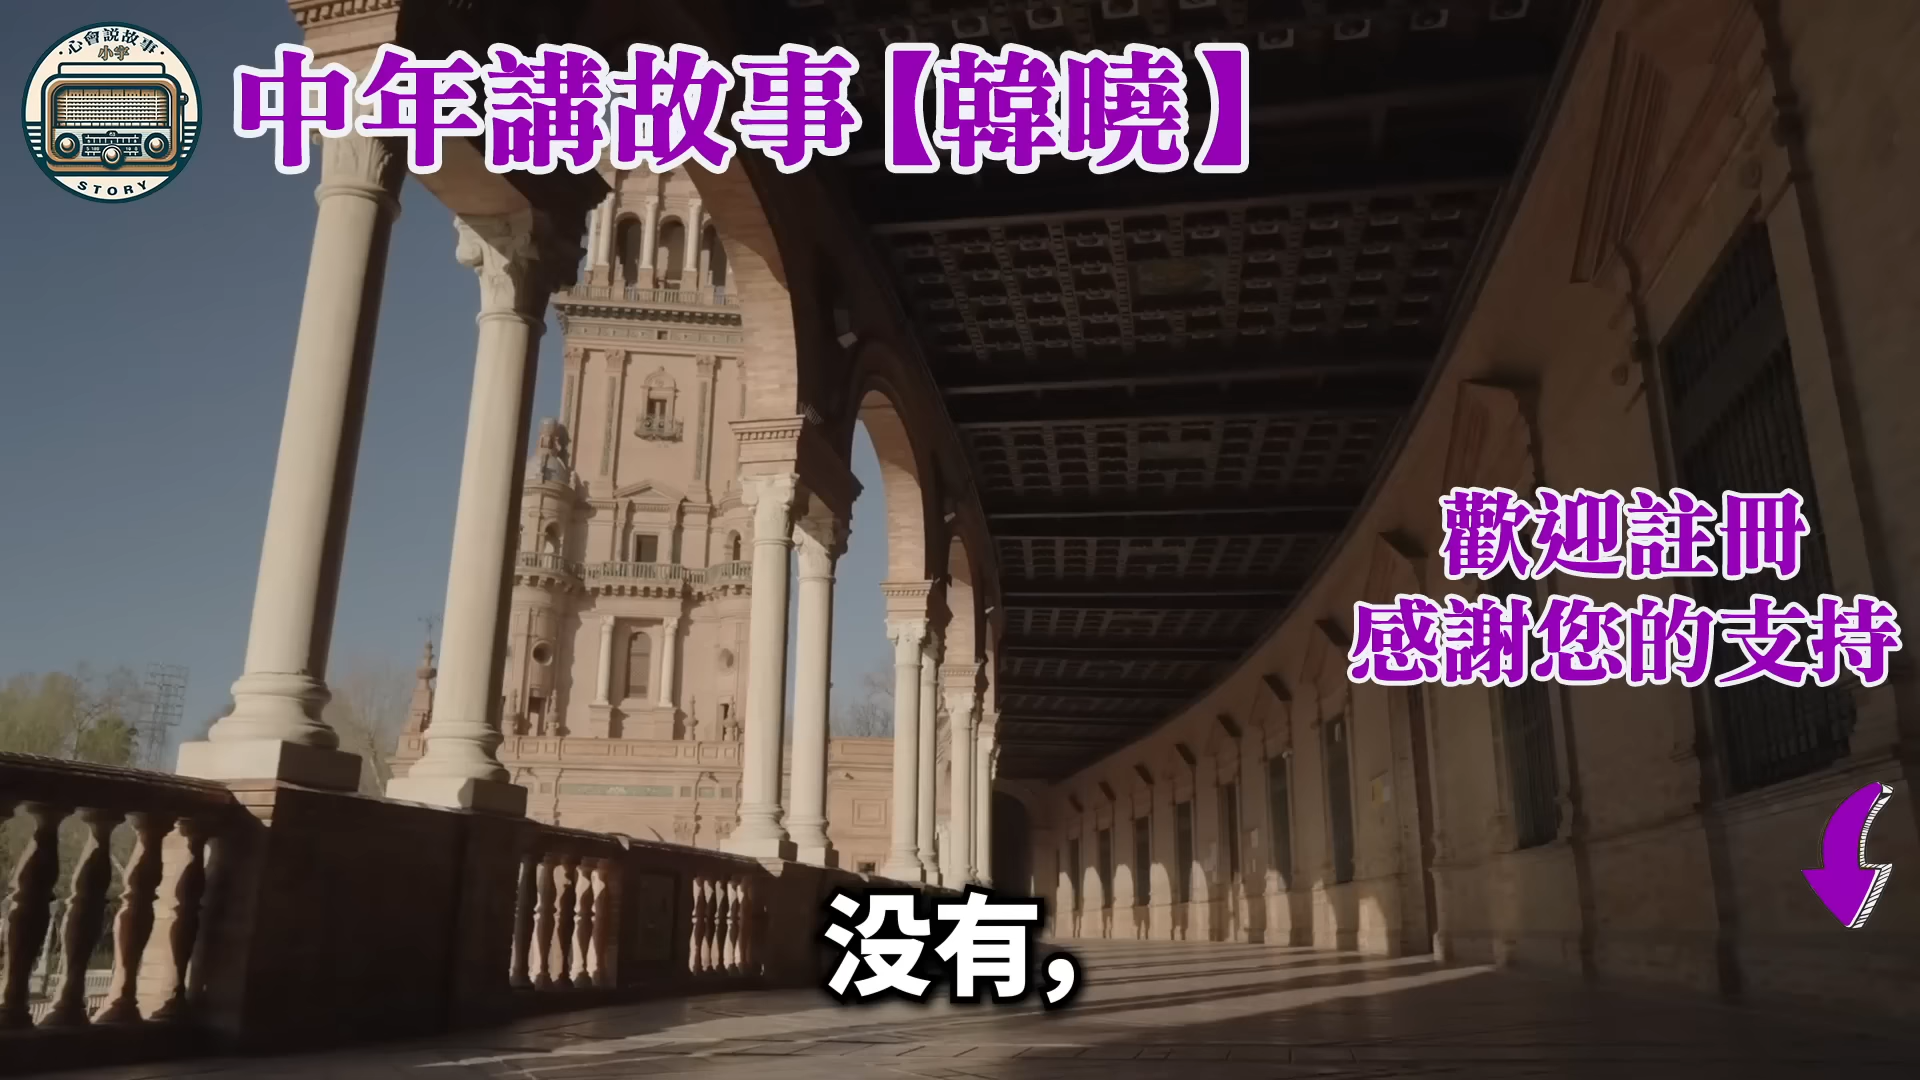 ·心會說故事·
小宇
STORY
中年講故事【韓曉】
歡迎註冊
感謝您的支持
没有,